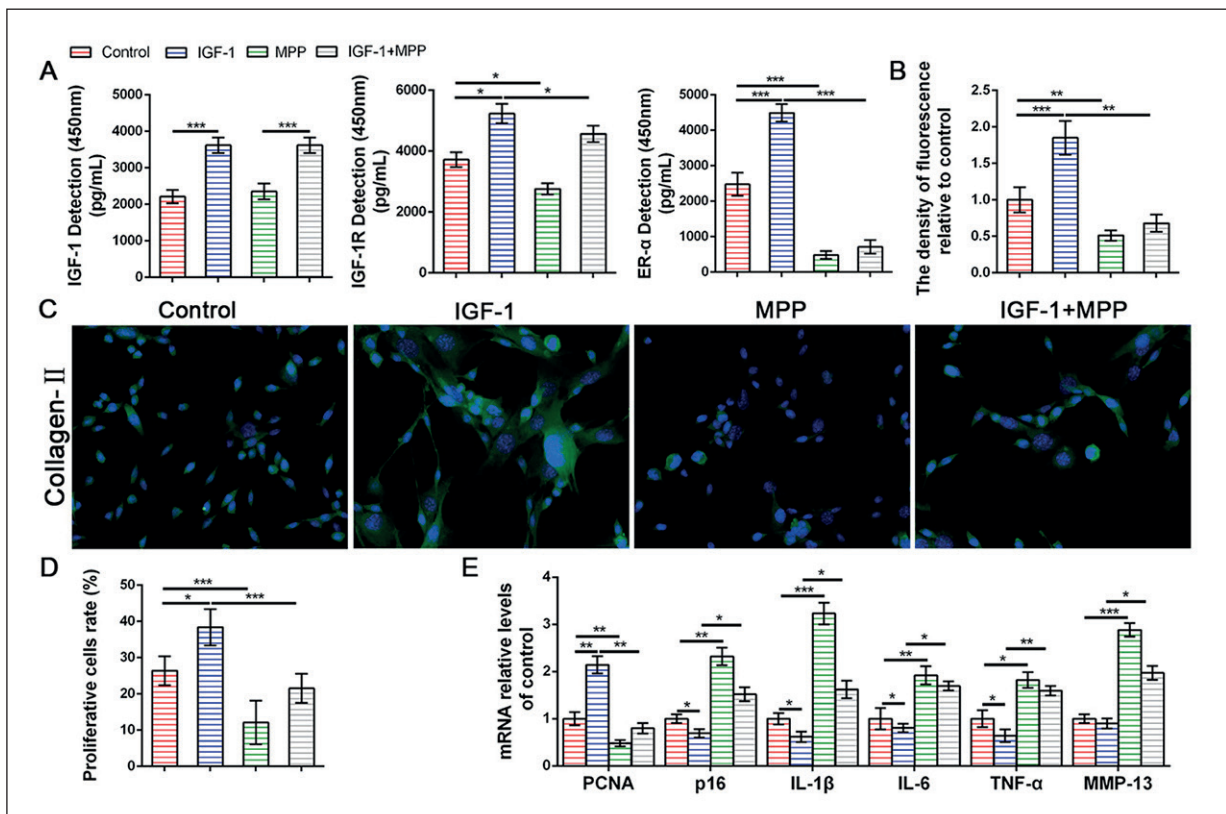 Control IGF-1 MPP IGF-1+MPP
A
IGF-1 Detection (450nm)
(pg/mL)
5000
4000
3000
2000
1000
0
*** ***
IGF-1R Detection (450nm)
(pg/mL)
6000
4000
2000
0
*
* *
ER-α Detection (450nm)
(pg/mL)
5000
4000
3000
2000
1000
0
***
*** ***
B
The density of fluorescence
relative to control
2.5
2.0
1.5
1.0
0.5
0.0
**
*** **
C
Control IGF-1 MPP IGF-1+MPP
Collagen-II
D
Proliferative cells rate (%)
50
40
30
20
10
0
***
* ***
E
mRNA relative levels
of control
4
3
2
1
0
**
** **
*
**
*
*
***
*
*
**
*
**
*
*
*
***
PCNA p16 IL-1β IL-6 TNF-α MMP-13